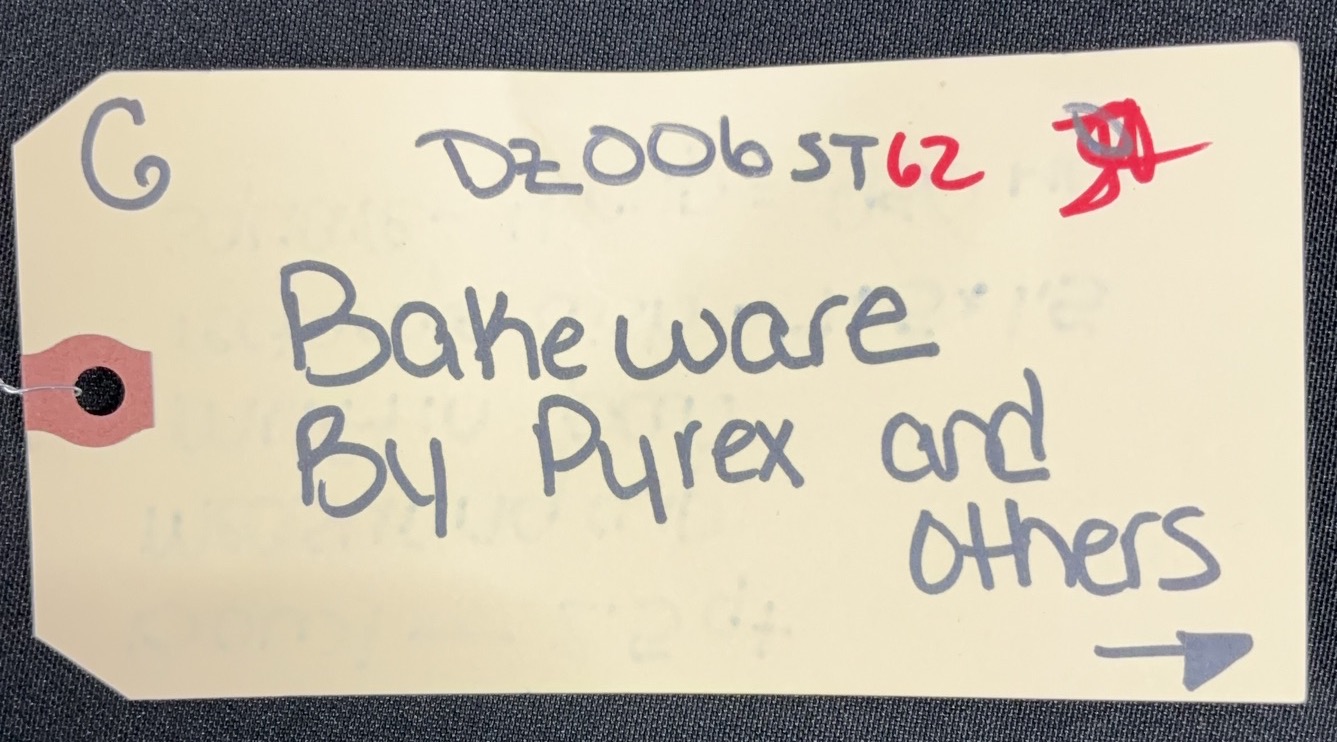 G DZ006ST62
Bakeware
By Pyrex and
others